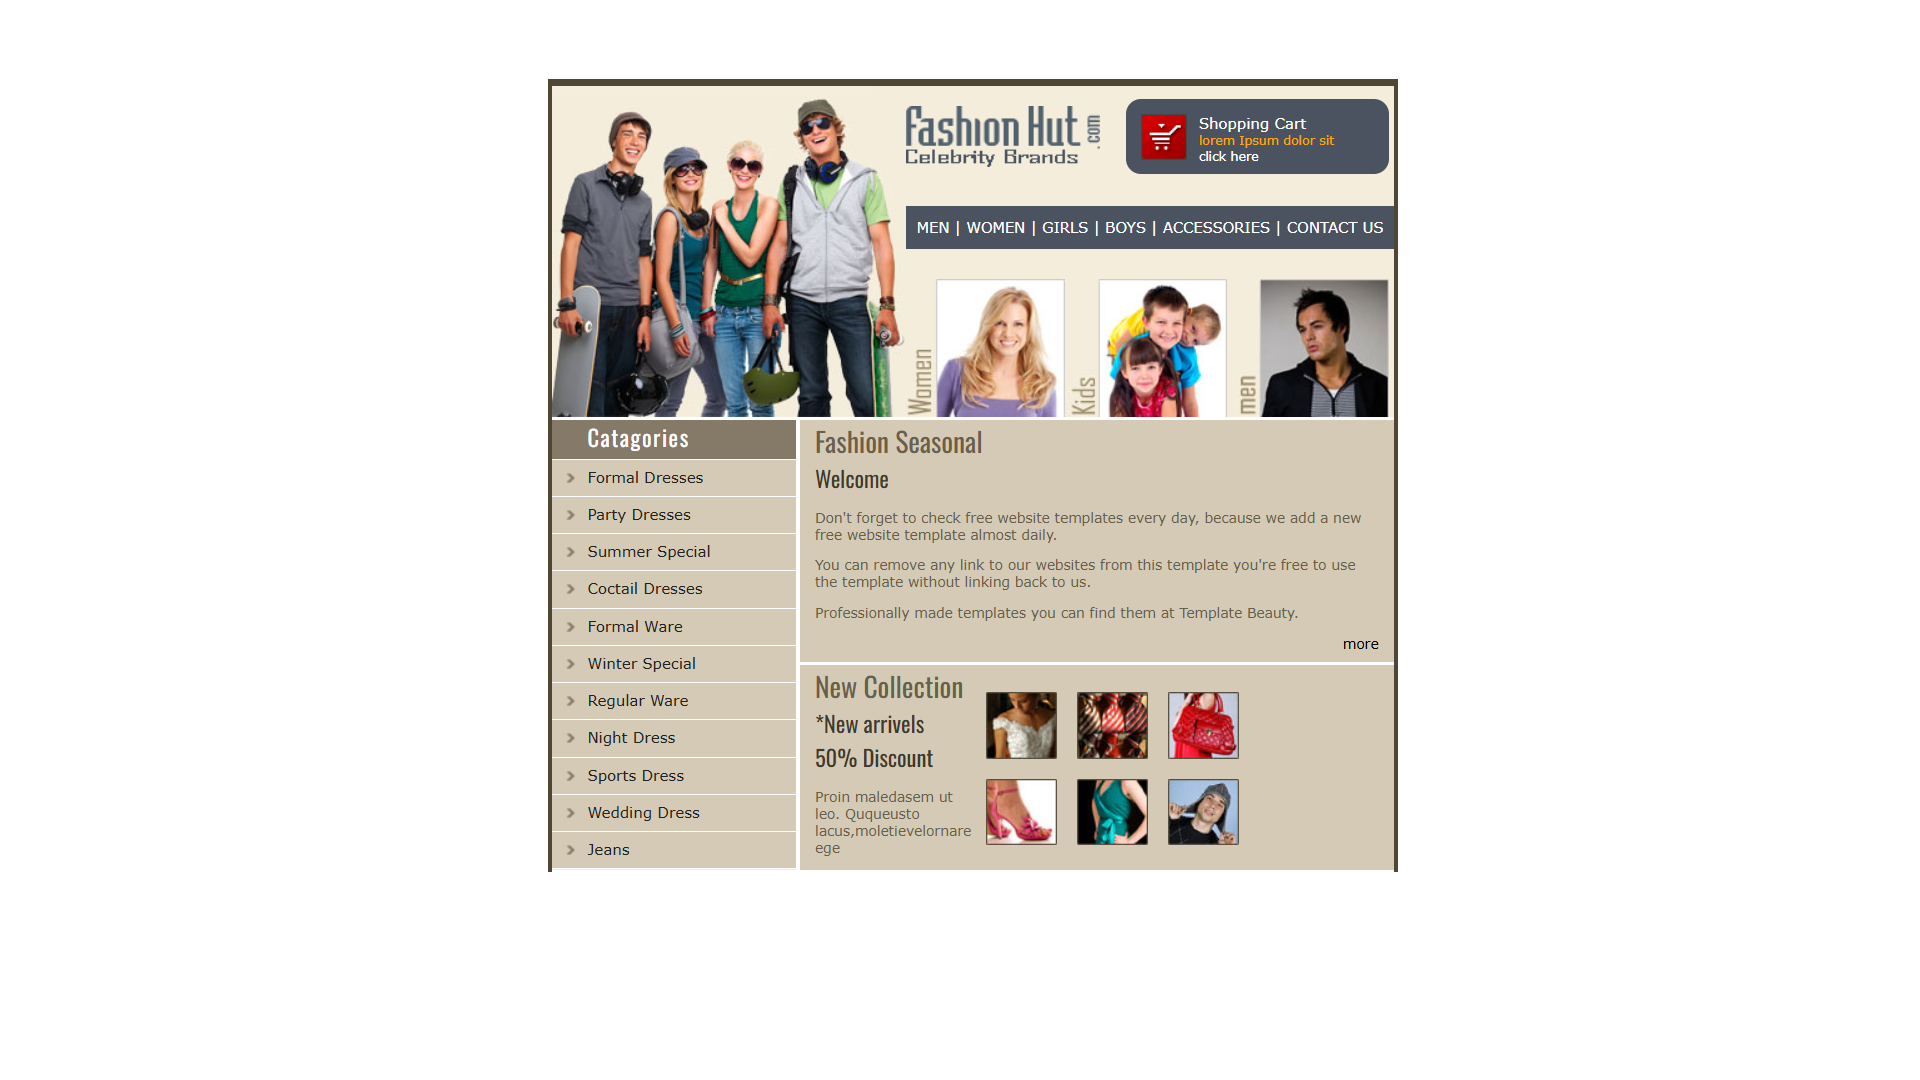 Fashion Hut .com
Celebrity Brands
Shopping Cart
lorem Ipsum dolor sit
click here
MEN | WOMEN | GIRLS | BOYS | ACCESSORIES | CONTACT US
Women
Kids
men
Catagories
Formal Dresses
Party Dresses
Summer Special
Coctail Dresses
Formal Ware
Winter Special
Regular Ware
Night Dress
Sports Dress
Wedding Dress
Jeans
Fashion Seasonal
Welcome
Don't forget to check free website templates every day, because we add a new
free website template almost daily.
You can remove any link to our websites from this template you're free to use
the template without linking back to us.
Professionally made templates you can find them at Template Beauty.
more
New Collection
*New arrivels
50% Discount
Proin maledasem ut
leo. Ququeusto
lacus,moletievelornare
ege